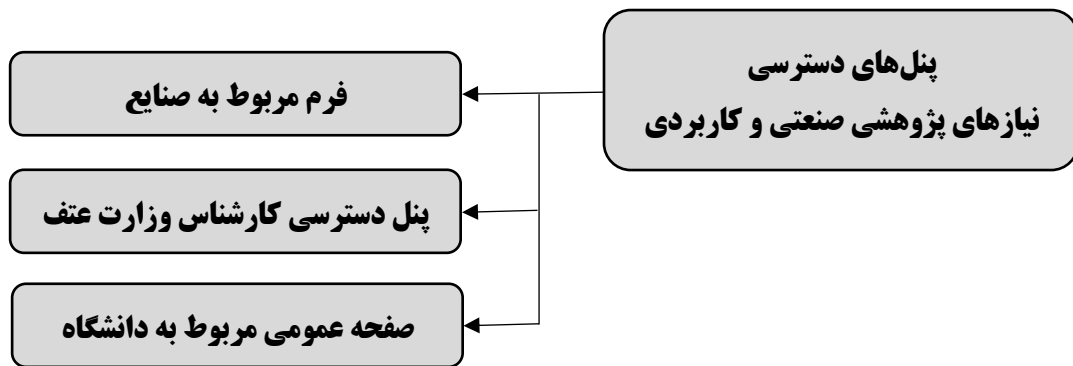 پنل‌های دسترسی
نیازهای پژوهشی صنعتی و کاربردی
فرم مربوط به صنایع
پنل دسترسی کارشناس وزارت عتف
صفحه عمومی مربوط به دانشگاه